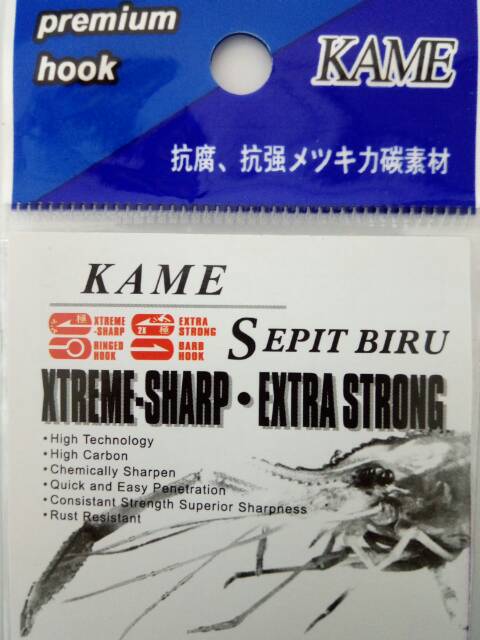 premium
hook
KAME
抗腐、抗强メツキ力碳素材
KAME
XTREME
-SHARP
EXTRA
STRONG
RINGED
HOOK
BARB
HOOK
SEPIT BIRU
XTREME-SHARP • EXTRA STRONG
• High Technology
• High Carbon
• Chemically Sharpen
• Quick and Easy Penetration
• Consistant Strength Superior Sharpness
• Rust Resistant